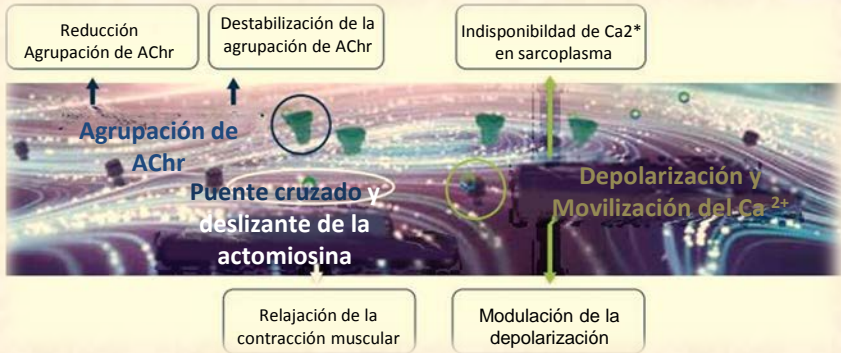 Reducción
Agrupación de AChr
Destabilización de la
agrupación de AChr
Indisponibildad de Ca2*
en sarcoplasma
Agrupación de
AChr
Puente cruzado y
deslizante de la
actomiosina
Depolarización y
Movilización del Ca 2+
Relajación de la
contracción muscular
Modulación de la
depolarización